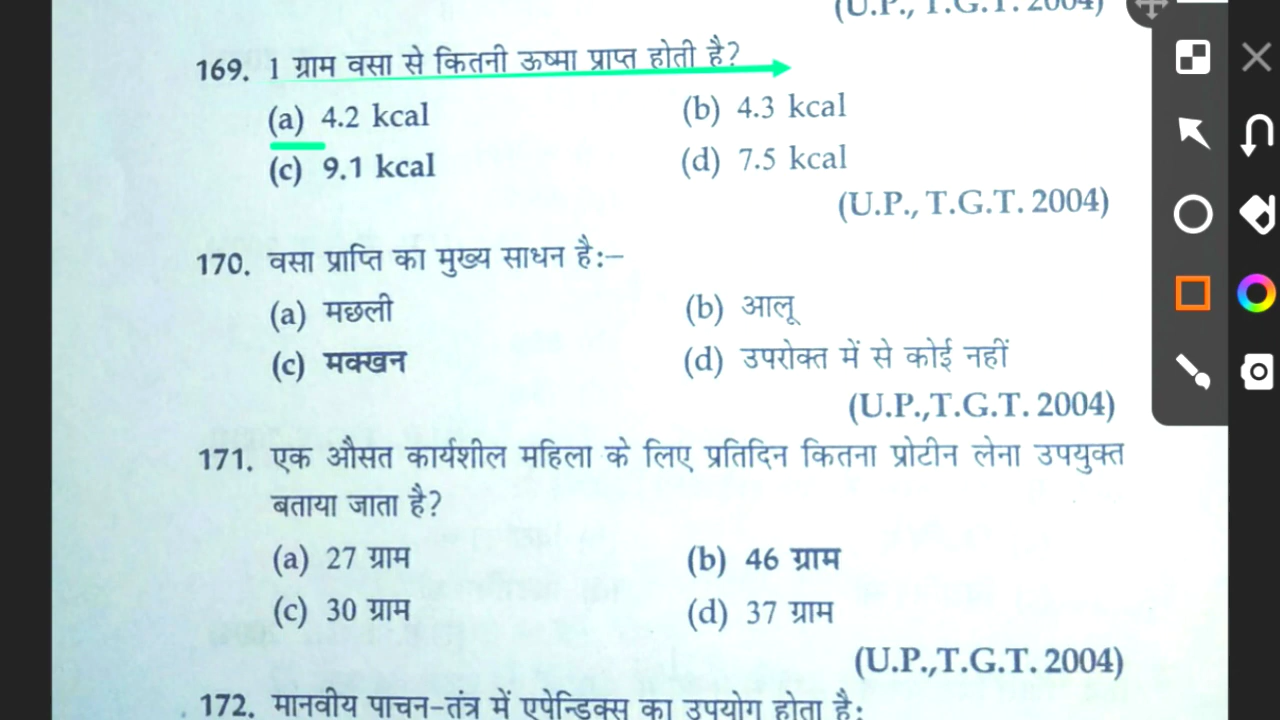 (U.P., T.G.T. 2004)
169. 1 ग्राम वसा से कितनी ऊष्मा प्राप्त होती है?
(a) 4.2 kcal (b) 4.3 kcal
(c) 9.1 kcal (d) 7.5 kcal
(U.P., T.G.T. 2004)
170. वसा प्राप्ति का मुख्य साधन है:–
(a) मछली (b) आलू
(c) मक्खन (d) उपरोक्त में से कोई नहीं
(U.P.,T.G.T. 2004)
171. एक औसत कार्यशील महिला के लिए प्रतिदिन कितना प्रोटीन लेना उपयुक्त
बताया जाता है?
(a) 27 ग्राम (b) 46 ग्राम
(c) 30 ग्राम (d) 37 ग्राम
(U.P.,T.G.T. 2004)
172. मानवीय पाचन-तंत्र में एपेन्डिक्स का उपयोग होता है: